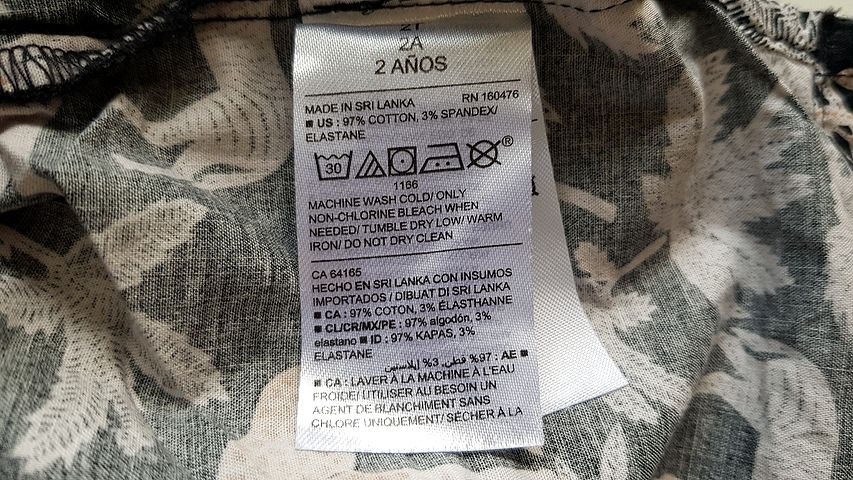 2T
2A
2 AÑOS
MADE IN SRI LANKA RN 160476
■ US : 97% COTTON, 3% SPANDEX/
ELASTANE
30 ®
1166
MACHINE WASH COLD/ ONLY
NON-CHLORINE BLEACH WHEN
NEEDED/ TUMBLE DRY LOW/ WARM
IRON/ DO NOT DRY CLEAN
CA 64165
HECHO EN SRI LANKA CON INSUMOS
IMPORTADOS / DIBUAT DI SRI LANKA
■ CA : 97% COTON, 3% ÉLASTHANNE
■ CL/CR/MX/PE : 97% algodón, 3%
elastano ■ ID : 97% KAPAS, 3%
ELASTANE
■ AE : 97% قطن, 3% إيلاستين
■ CA : LAVER À LA MACHINE À L'EAU
FROIDE/ UTILISER AU BESOIN UN
AGENT DE BLANCHIMENT SANS
CHLORE UNIQUEMENT/ SÉCHER À LA